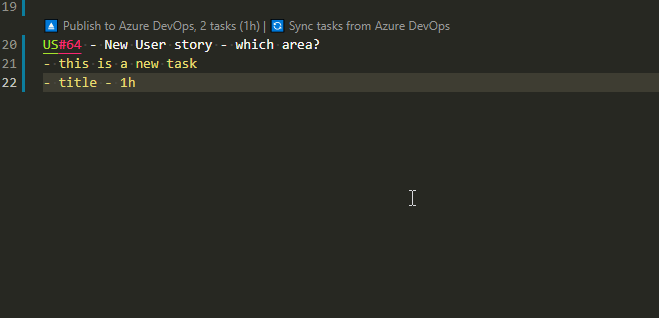 19
Publish to Azure DevOps, 2 tasks (1h) | Sync tasks from Azure DevOps
20 US#64 - New User story - which area?
21 - this is a new task
22 - title - 1h